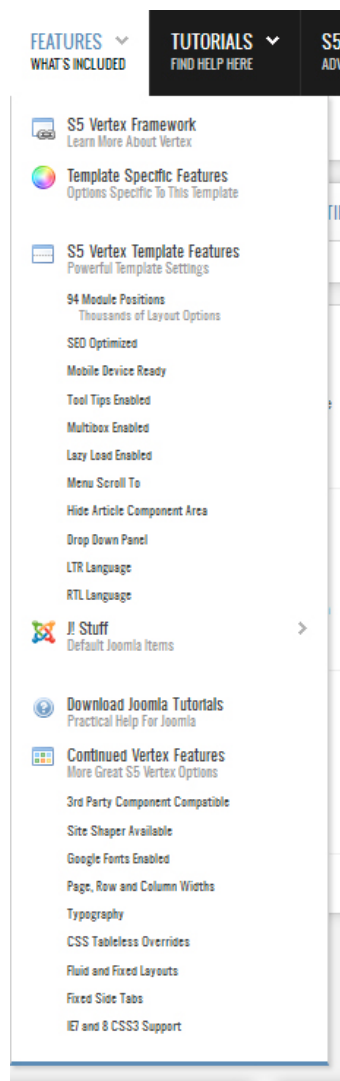 FEATURES
WHAT'S INCLUDED
TUTORIALS
FIND HELP HERE
S5
S5 Vertex Framework
Learn More About Vertex
Template Specific Features
Options Specific To This Template
S5 Vertex Template Features
Powerful Template Settings
94 Module Positions
Thousands of Layout Options
SEO Optimized
Mobile Device Ready
Tool Tips Enabled
Multibox Enabled
Lazy Load Enabled
Menu Scroll To
Hide Article Component Area
Drop Down Panel
LTR Language
RTL Language
J! Stuff
Default Joomla Items
Download Joomla Tutorials
Practical Help For Joomla
Continued Vertex Features
More Great S5 Vertex Options
3rd Party Component Compatible
Site Shaper Available
Google Fonts Enabled
Page, Row and Column Widths
Typography
CSS Tableless Overrides
Fluid and Fixed Layouts
Fixed Side Tabs
IE7 and 8 CSS3 Support